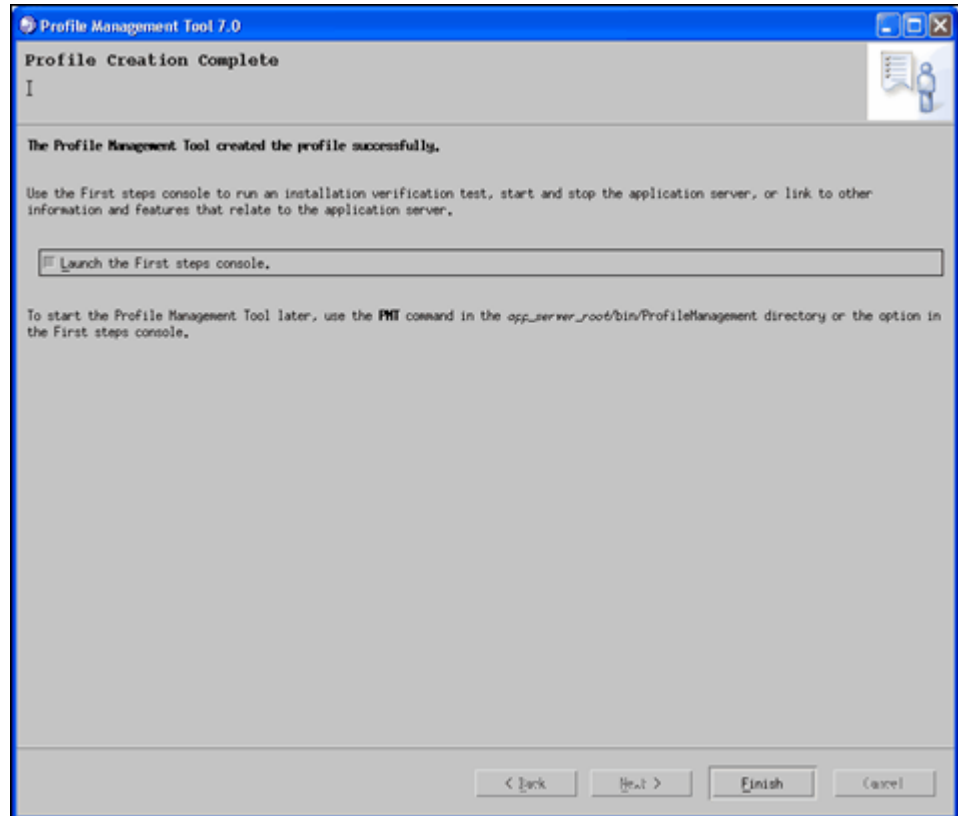 Profile Management Tool 7.0
Profile Creation Complete
The Profile Management Tool created the profile successfully.
Use the First steps console to run an installation verification test, start and stop the application server, or link to other
information and features that relate to the application server.
Launch the First steps console.
To start the Profile Management Tool later, use the PMT command in the app_server_root/bin/ProfileManagement directory or the option in
the First steps console.
< Back Next > Finish Cancel